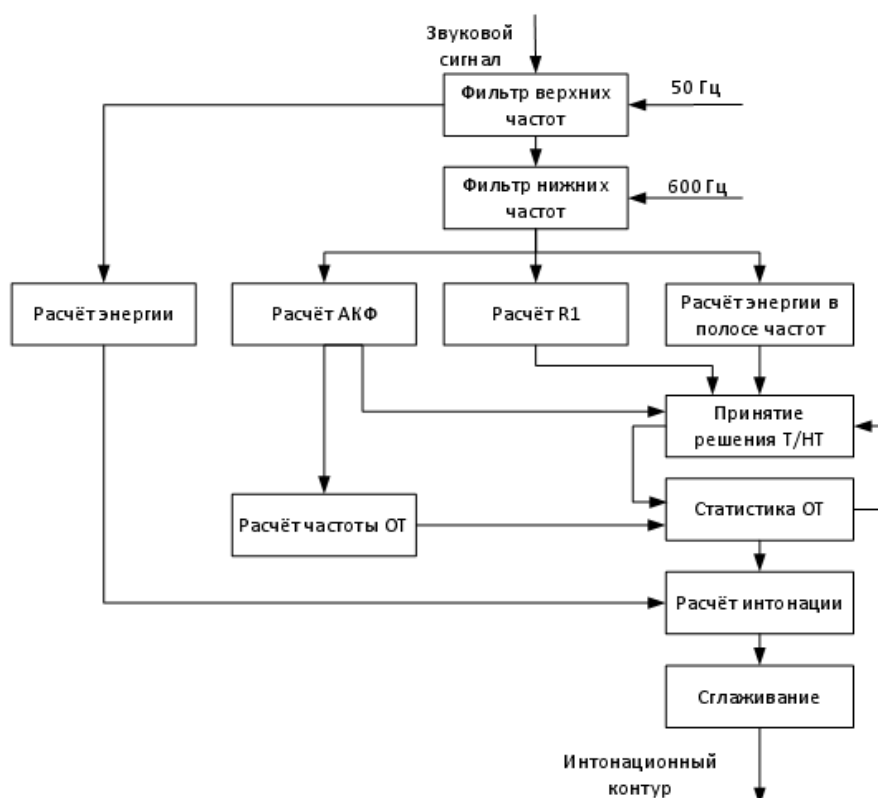 Звуковой
сигнал
Фильтр верхних
частот
50 Гц
Фильтр нижних
частот
600 Гц
Расчёт энергии
Расчёт АКФ
Расчёт R1
Расчёт энергии в
полосе частот
Принятие
решения Т/НТ
Расчёт частоты ОТ
Статистика ОТ
Расчёт интонации
Сглаживание
Интонационный
контур